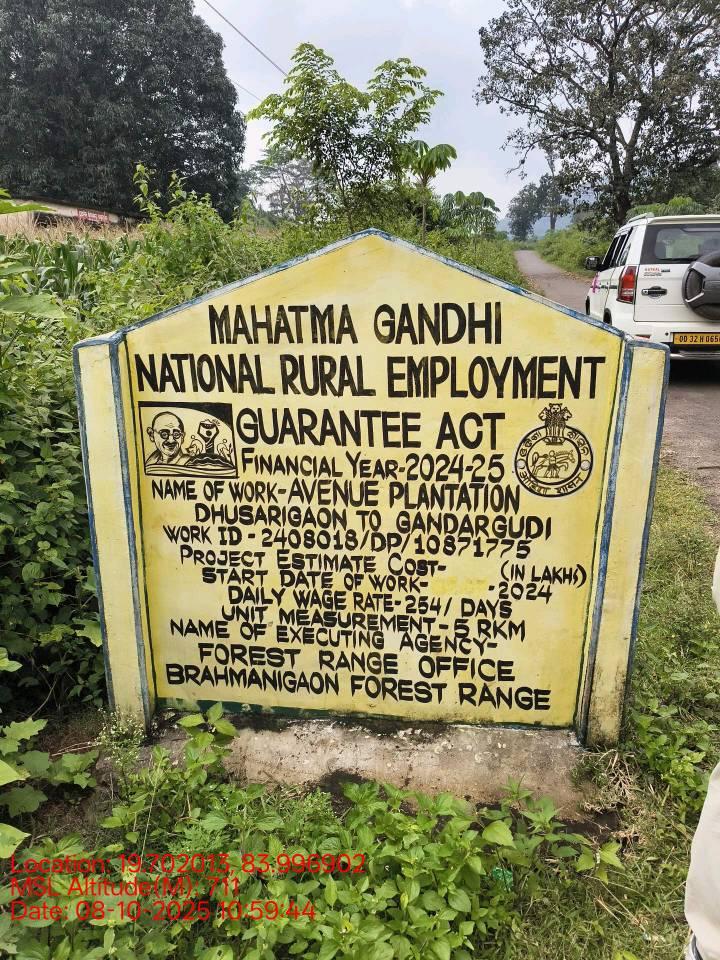 MAHATMA GANDHI
NATIONAL RURAL EMPLOYMENT
GUARANTEE ACT
FINANCIAL YEAR-2024-25
NAME OF WORK-AVENUE PLANTATION
DHUSARIGAON TO GANDARGUDI
WORK ID - 2408018/DP/10871775
PROJECT ESTIMATE COST- (IN LAKHS)
START DATE OF WORK- -2024
DAILY WAGE RATE-254/ DAYS
UNIT MEASUREMENT-5 RKM
NAME OF EXECUTING AGENCY-
FOREST RANGE OFFICE
BRAHMANIGAON FOREST RANGE
Location: 19.702013, 83.996902
MSL Altitude(M): 711
Date: 08-10-2025 10:59:44